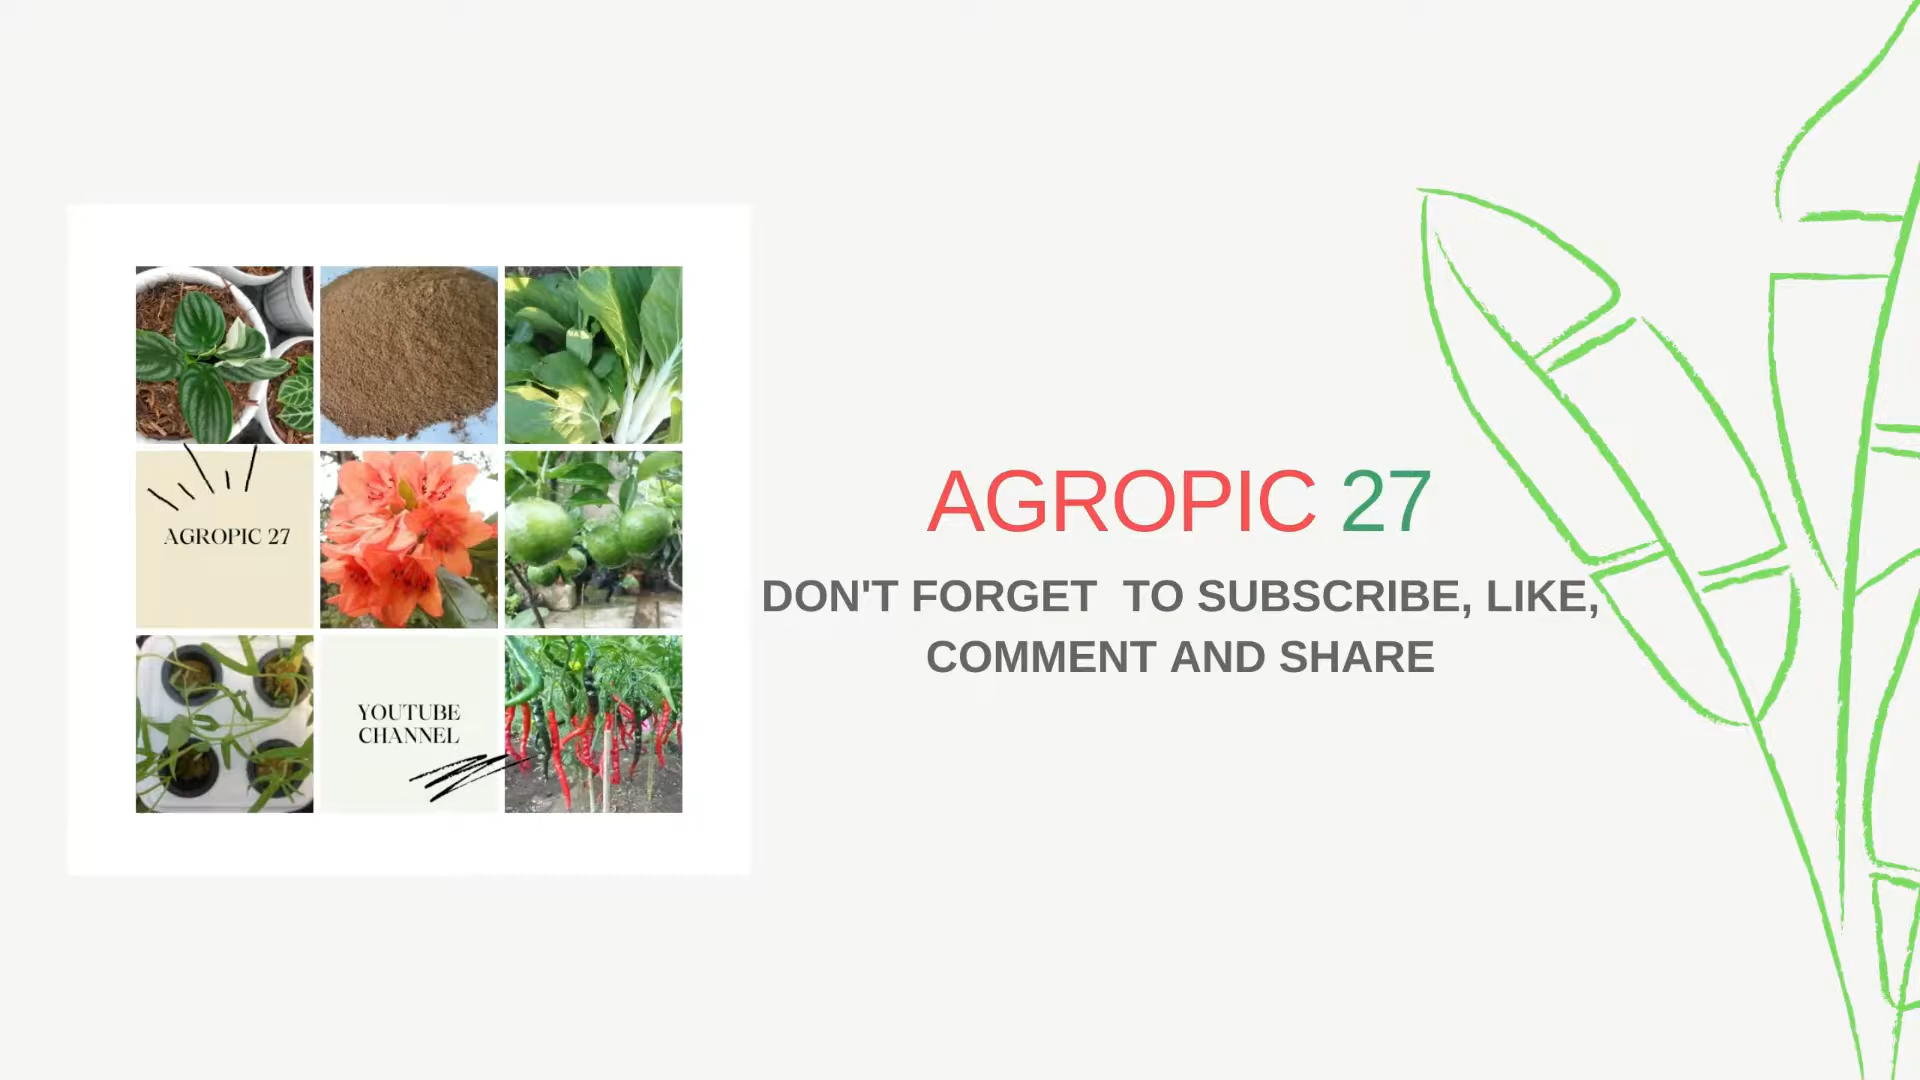 AGROPIC 27
YOUTUBE
CHANNEL
AGROPIC 27
DON'T FORGET  TO SUBSCRIBE, LIKE,
COMMENT AND SHARE